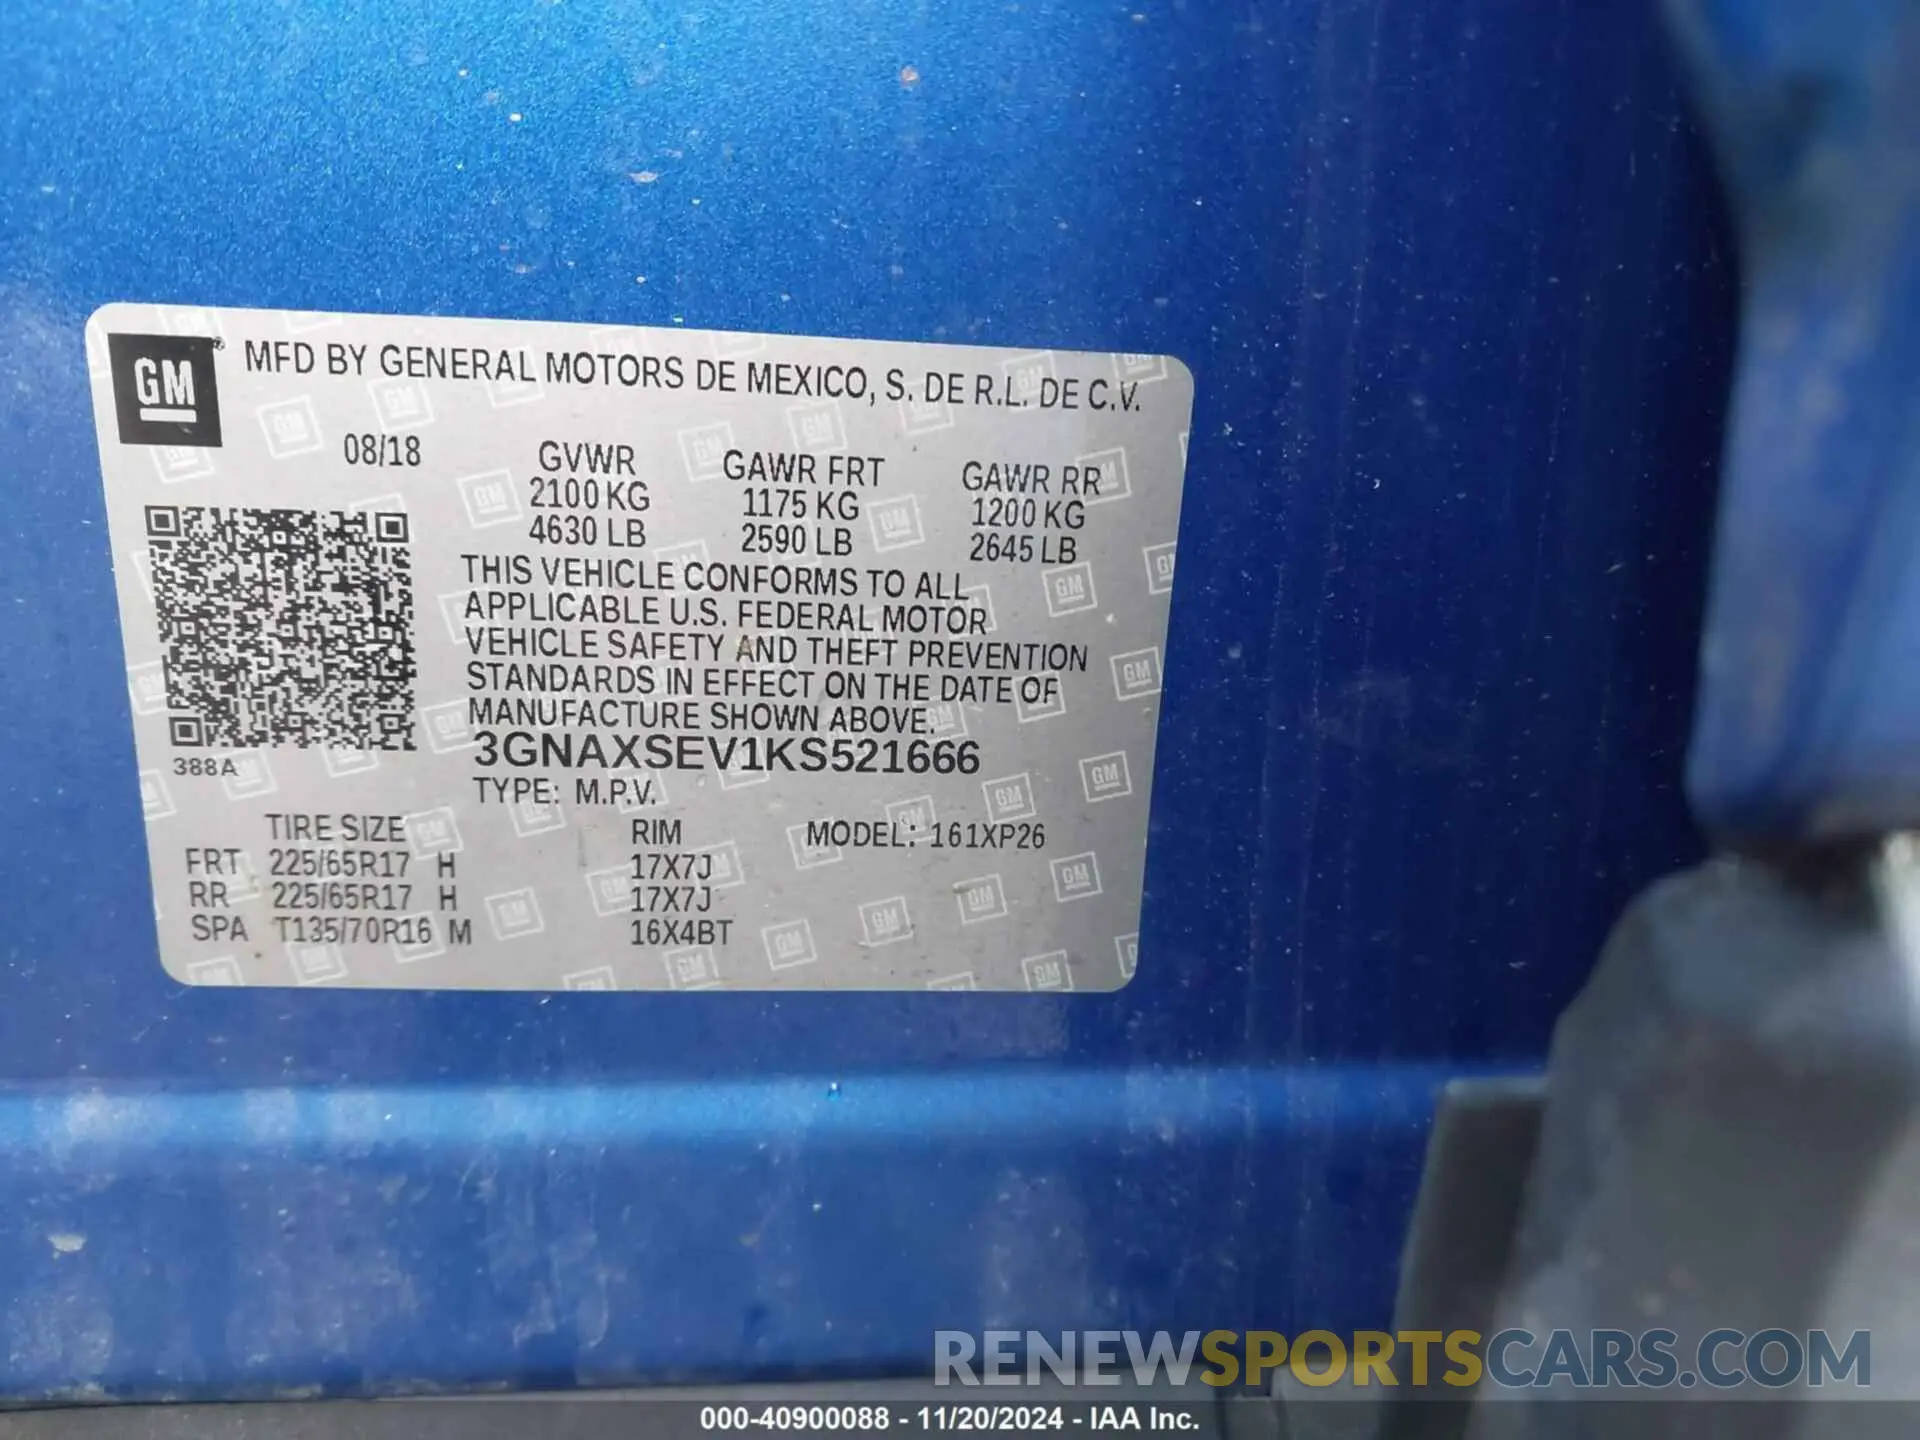 GM® MFD BY GENERAL MOTORS DE MEXICO, S. DE R.L. DE C.V.
08/18
GVWR GAWR FRT GAWR RR
2100 KG 1175 KG 1200 KG
4630 LB 2590 LB 2645 LB
THIS VEHICLE CONFORMS TO ALL
APPLICABLE U.S. FEDERAL MOTOR
VEHICLE SAFETY AND THEFT PREVENTION
STANDARDS IN EFFECT ON THE DATE OF
MANUFACTURE SHOWN ABOVE.
388A 3GNAXSEV1KS521666
TYPE: M.P.V.
TIRE SIZE RIM MODEL: 161XP26
FRT 225/65R17 H 17X7J
RR 225/65R17 H 17X7J
SPA T135/70R16 M 16X4BT
RENEWSPORTSCARS.COM
000-40900088 - 11/20/2024 - IAA Inc.